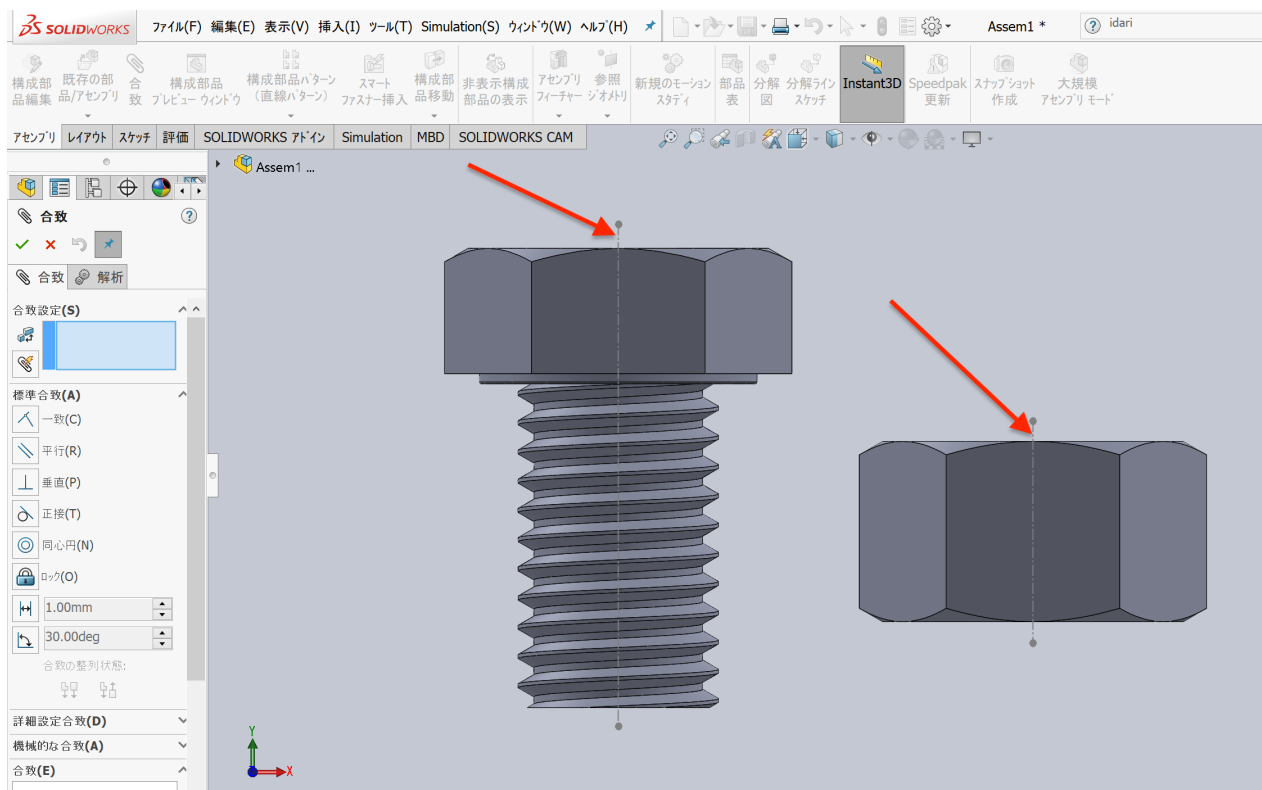 SOLIDWORKS ファイル(F) 編集(E) 表示(V) 挿入(I) ツール(T) Simulation(S) ウィンドウ(W) ヘルプ(H) Assem1 * idari
構成部品編集
既存の部品/アセンブリ
合致
構成部品プレビュー ウィンドウ
構成部品パターン (直線パターン)
スマート ファスナー挿入
構成部品移動
非表示構成部品の表示
アセンブリ フィーチャー
参照 ジオメトリ
新規のモーション スタディ
部品表
分解図
分解ライン スケッチ
Instant3D
Speedpak 更新
スナップショット 作成
大規模 アセンブリ モード
アセンブリ レイアウト スケッチ 評価 SOLIDWORKS アドイン Simulation MBD SOLIDWORKS CAM
Assem1 ...
合致
合致 解析
合致設定(S)
標準合致(A)
一致(C)
平行(R)
垂直(P)
正接(T)
同心円(N)
ロック(O)
1.00mm
30.00deg
合致の整列状態:
詳細設定合致(D)
機械的な合致(A)
合致(E)
Y
X